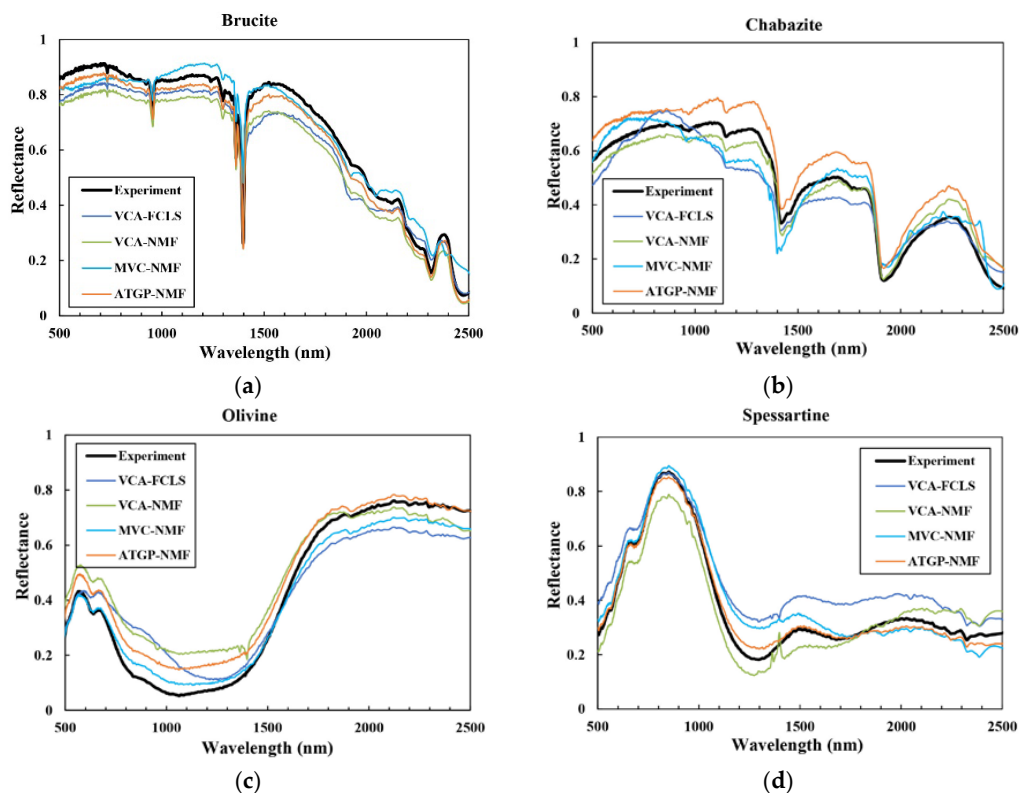 Brucite
1
0.8
0.6
0.4
0.2
0
Reflectance
Experiment
VCA-FCLS
VCA-NMF
MVC-NMF
ATGP-NMF
500 1000 1500 2000 2500
Wavelength (nm)
(a)
Chabazite
1
0.8
0.6
0.4
0.2
0
Reflectance
Experiment
VCA-FCLS
VCA-NMF
MVC-NMF
ATGP-NMF
500 1000 1500 2000 2500
Wavelength (nm)
(b)
Olivine
1
0.8
0.6
0.4
0.2
0
Reflectance
Experiment
VCA-FCLS
VCA-NMF
MVC-NMF
ATGP-NMF
500 1000 1500 2000 2500
Wavelength (nm)
(c)
Spessartine
1
0.8
0.6
0.4
0.2
0
Reflectance
Experiment
VCA-FCLS
VCA-NMF
MVC-NMF
ATGP-NMF
500 1000 1500 2000 2500
Wavelength (nm)
(d)